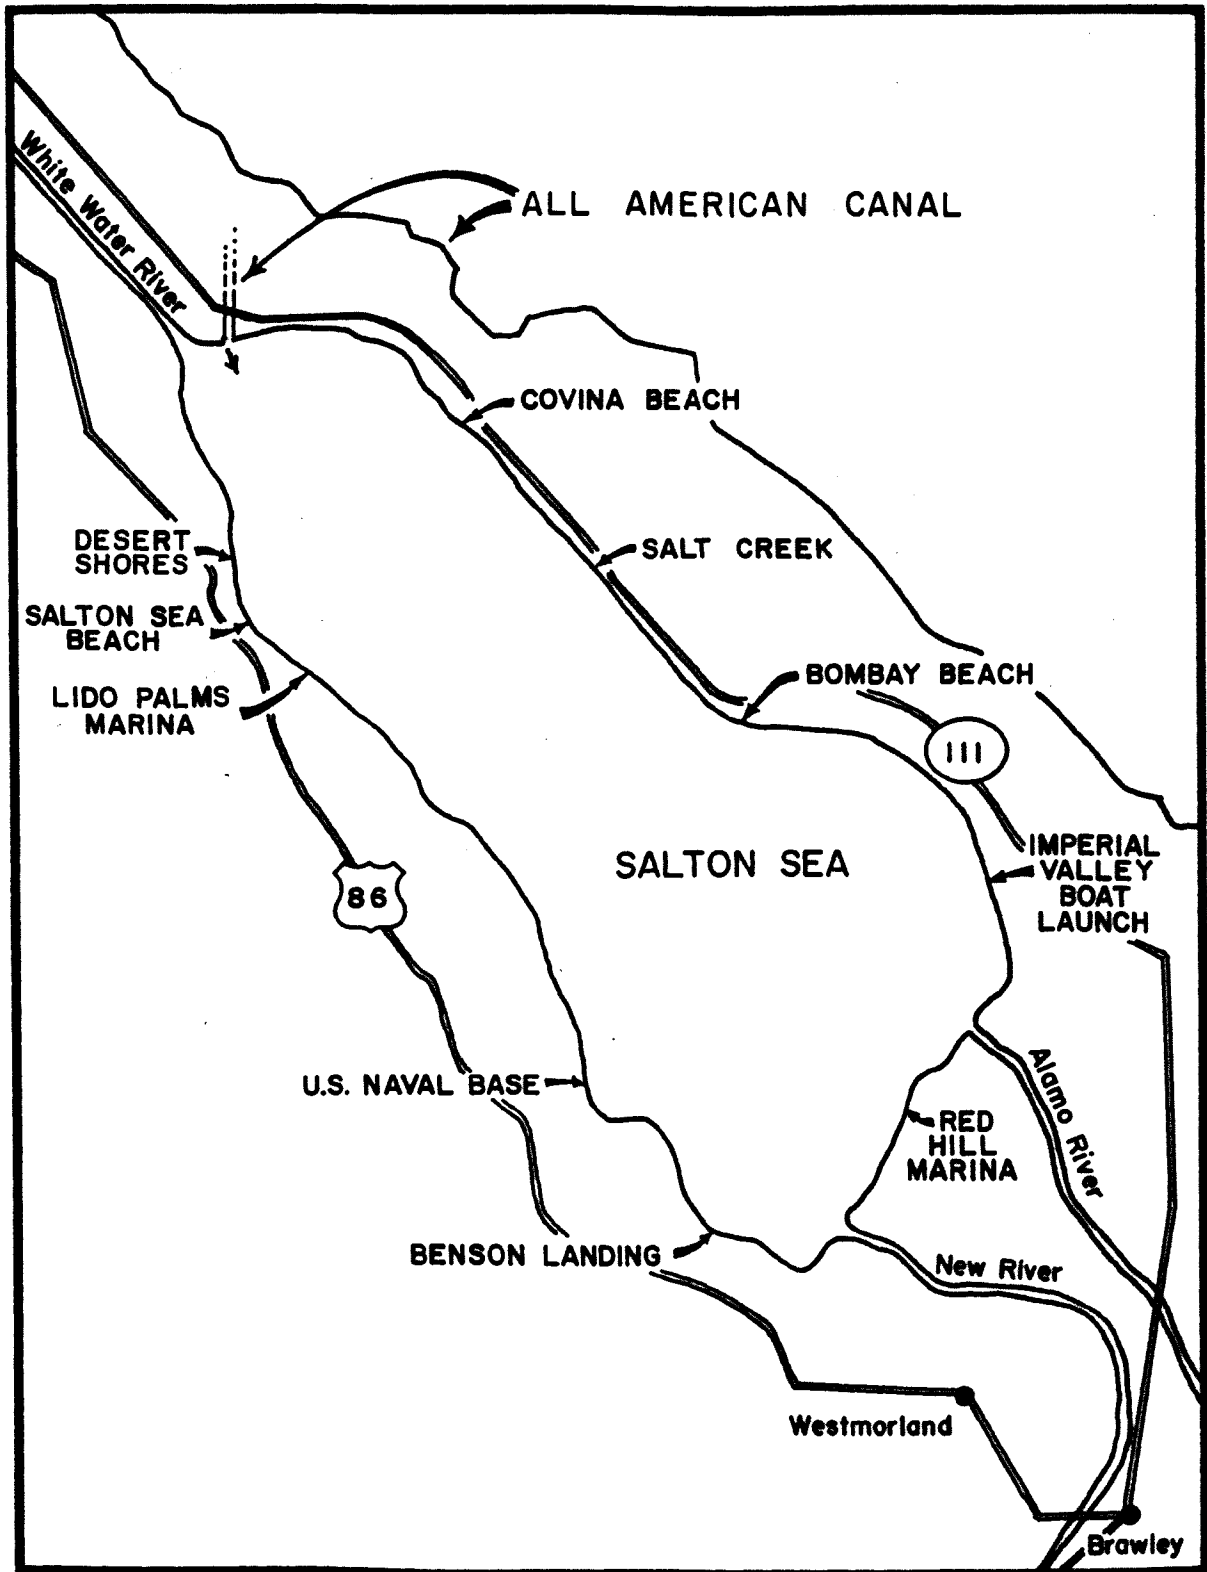 White Water River
ALL AMERICAN CANAL
COVINA BEACH
DESERT
SHORES
SALT CREEK
SALTON SEA
BEACH
BOMBAY BEACH
LIDO PALMS
MARINA
111
IMPERIAL
VALLEY
BOAT
LAUNCH
SALTON SEA
86
U.S. NAVAL BASE
Alamo River
RED
HILL
MARINA
BENSON LANDING
New River
Westmorland
Brawley